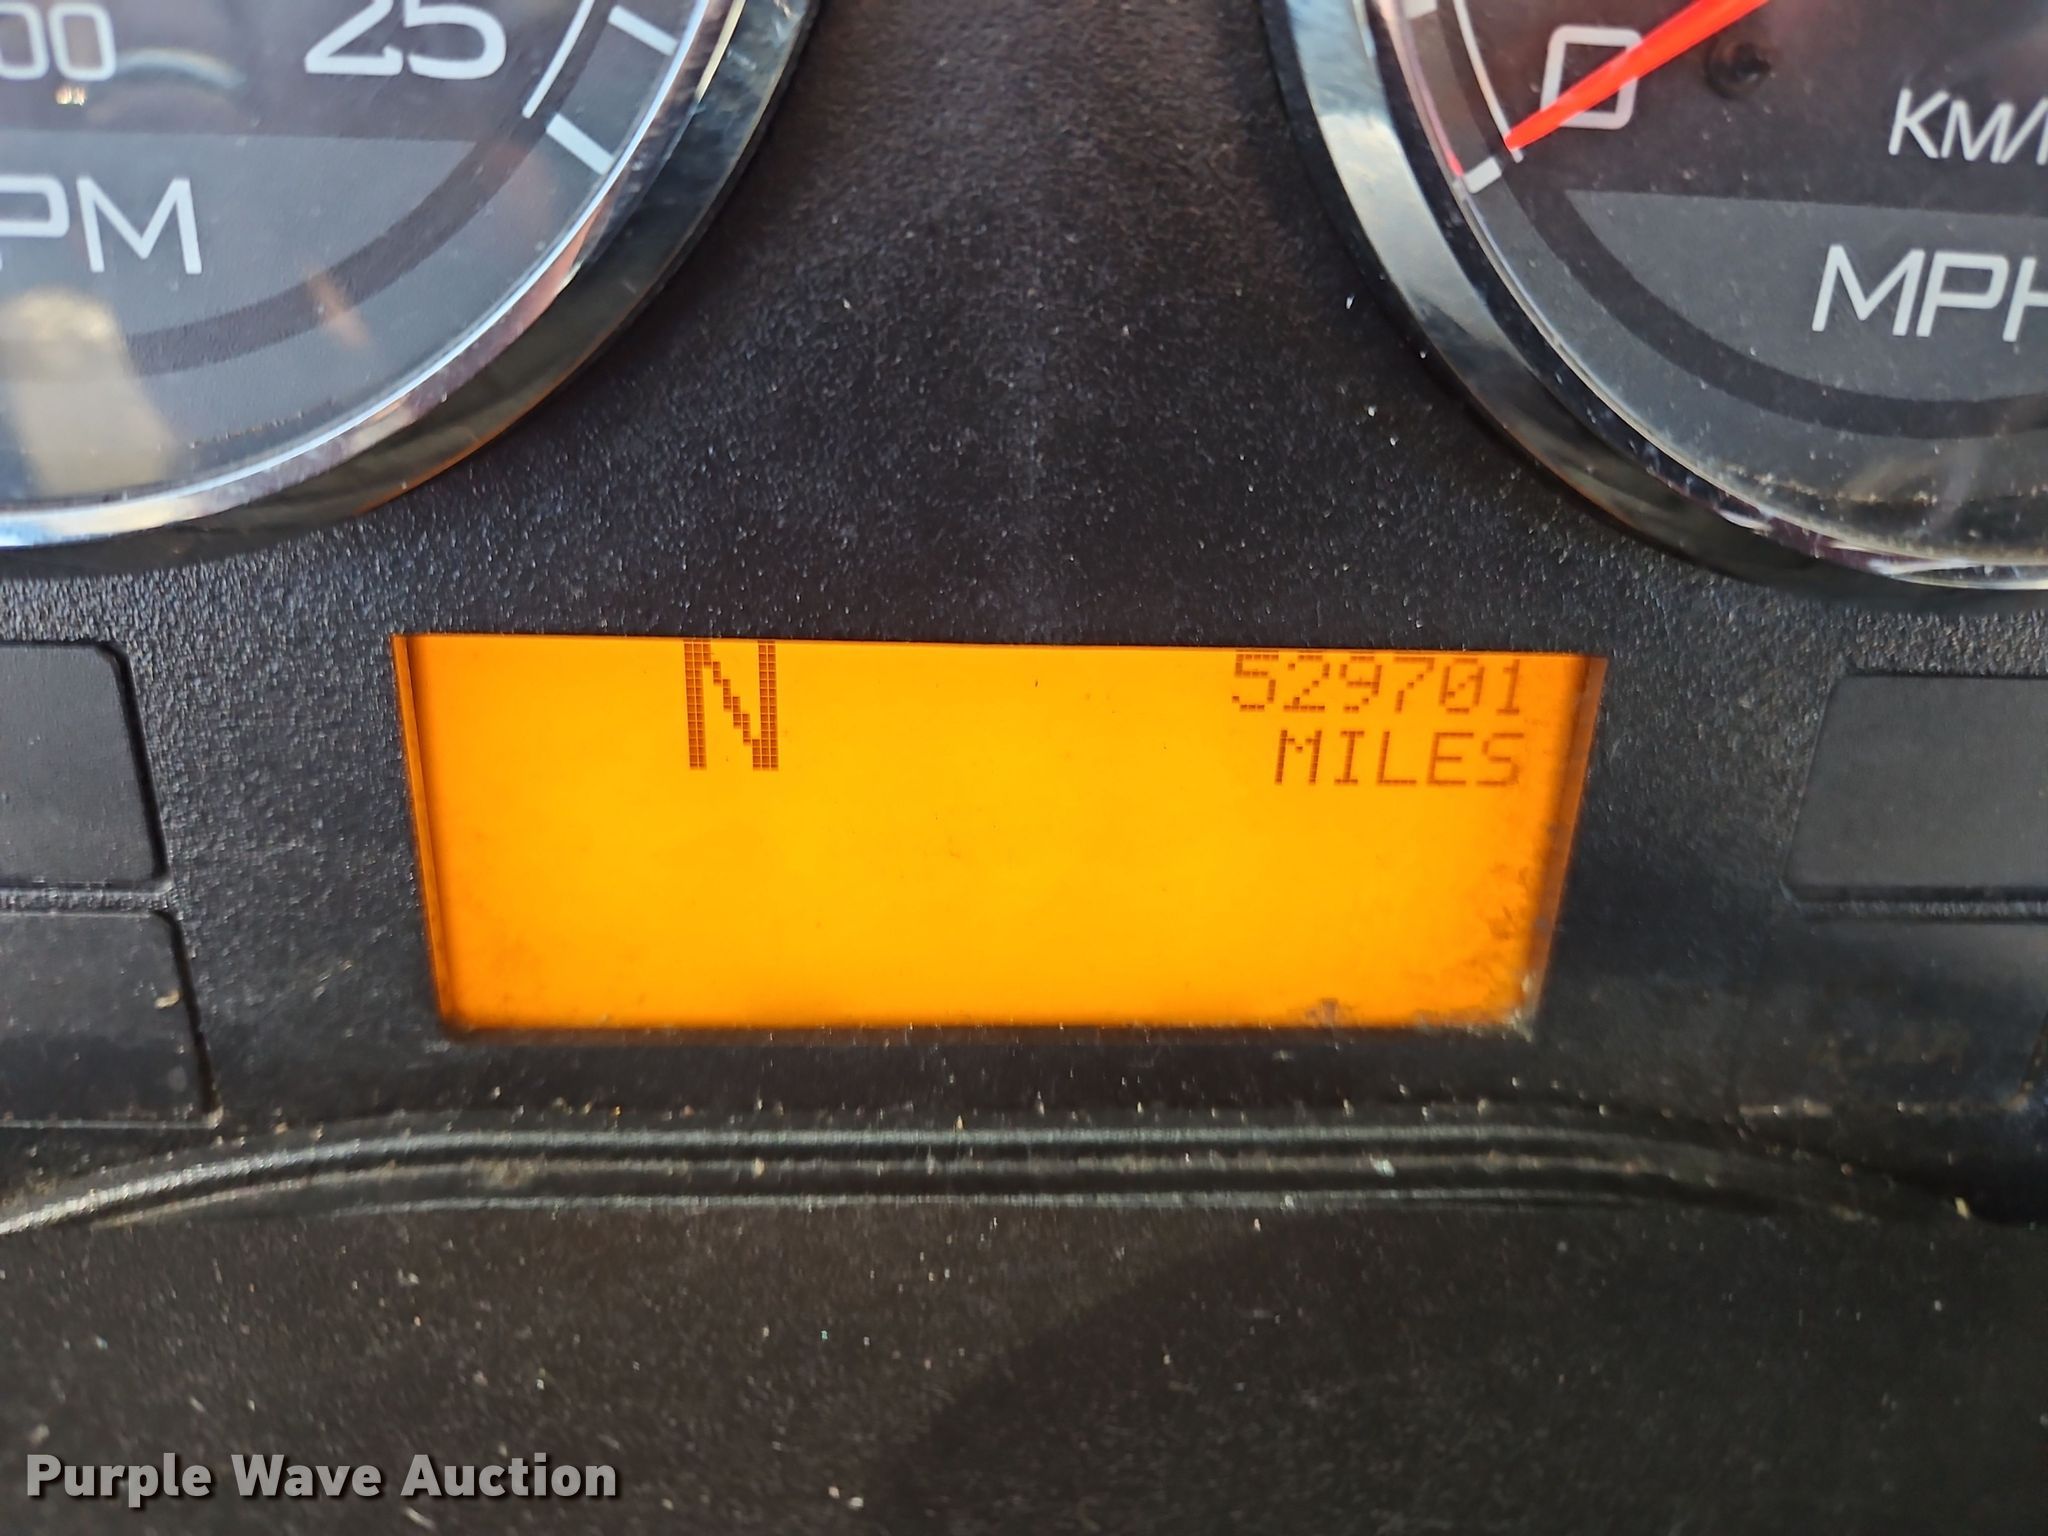 00
25
PM
0
KM/
MPH
N
529701
MILES
Purple Wave Auction